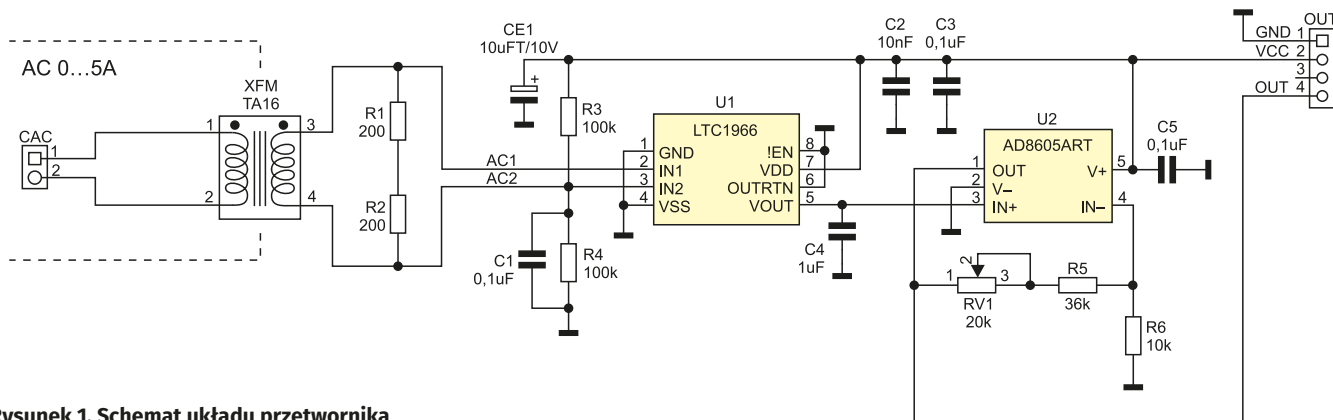 AC 0...5A
CAC
1
2
XFM
TA16
1
2
3
4
R1
200
R2
200
CE1
10uFT/10V
+
R3
100k
AC1
AC2
C1
0,1uF
R4
100k
U1
LTC1966
1 GND
2 IN1
3 IN2
4 VSS
!EN 8
VDD 7
OUTRTN 6
VOUT 5
C4
1uF
C2
10nF
C3
0,1uF
U2
AD8605ART
1 OUT
2 V-
3 IN+
V+ 5
IN- 4
C5
0,1uF
1
2
3
RV1
20k
R5
36k
R6
10k
OUT
GND 1
VCC 2
3
OUT 4
Rysunek 1. Schemat układu przetwornika